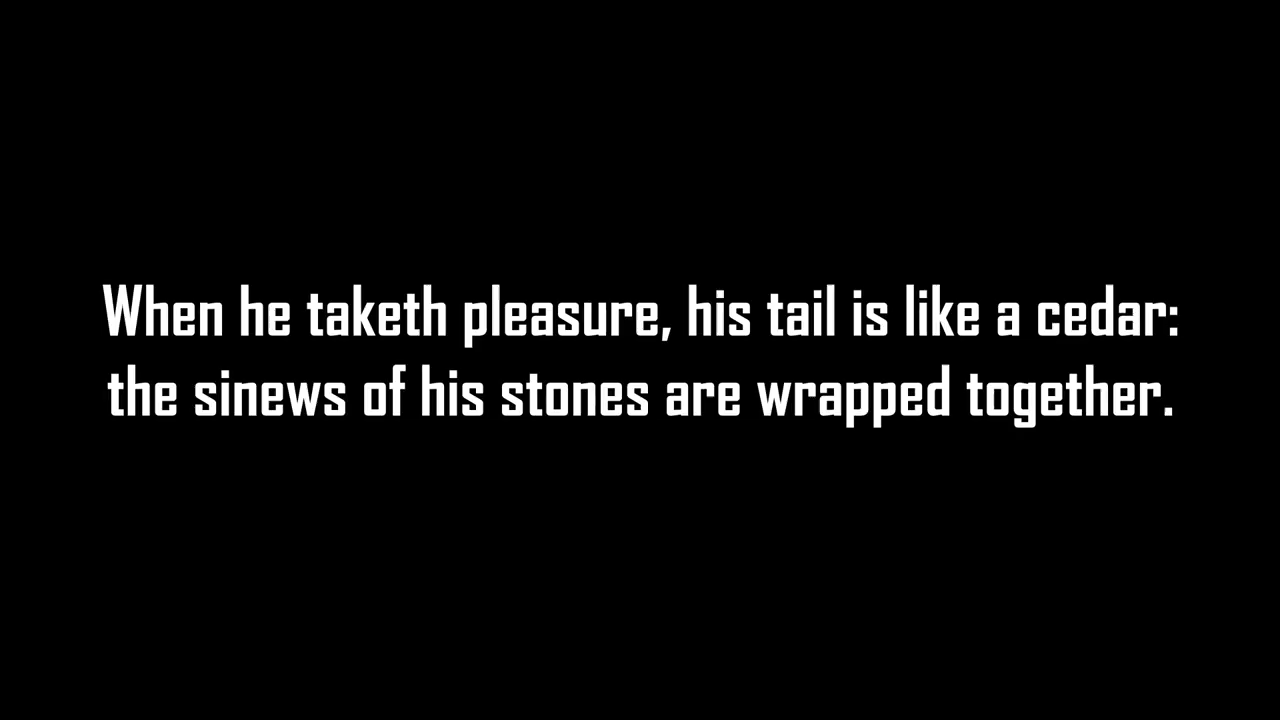 When he taketh pleasure, his tail is like a cedar:
the sinews of his stones are wrapped together.